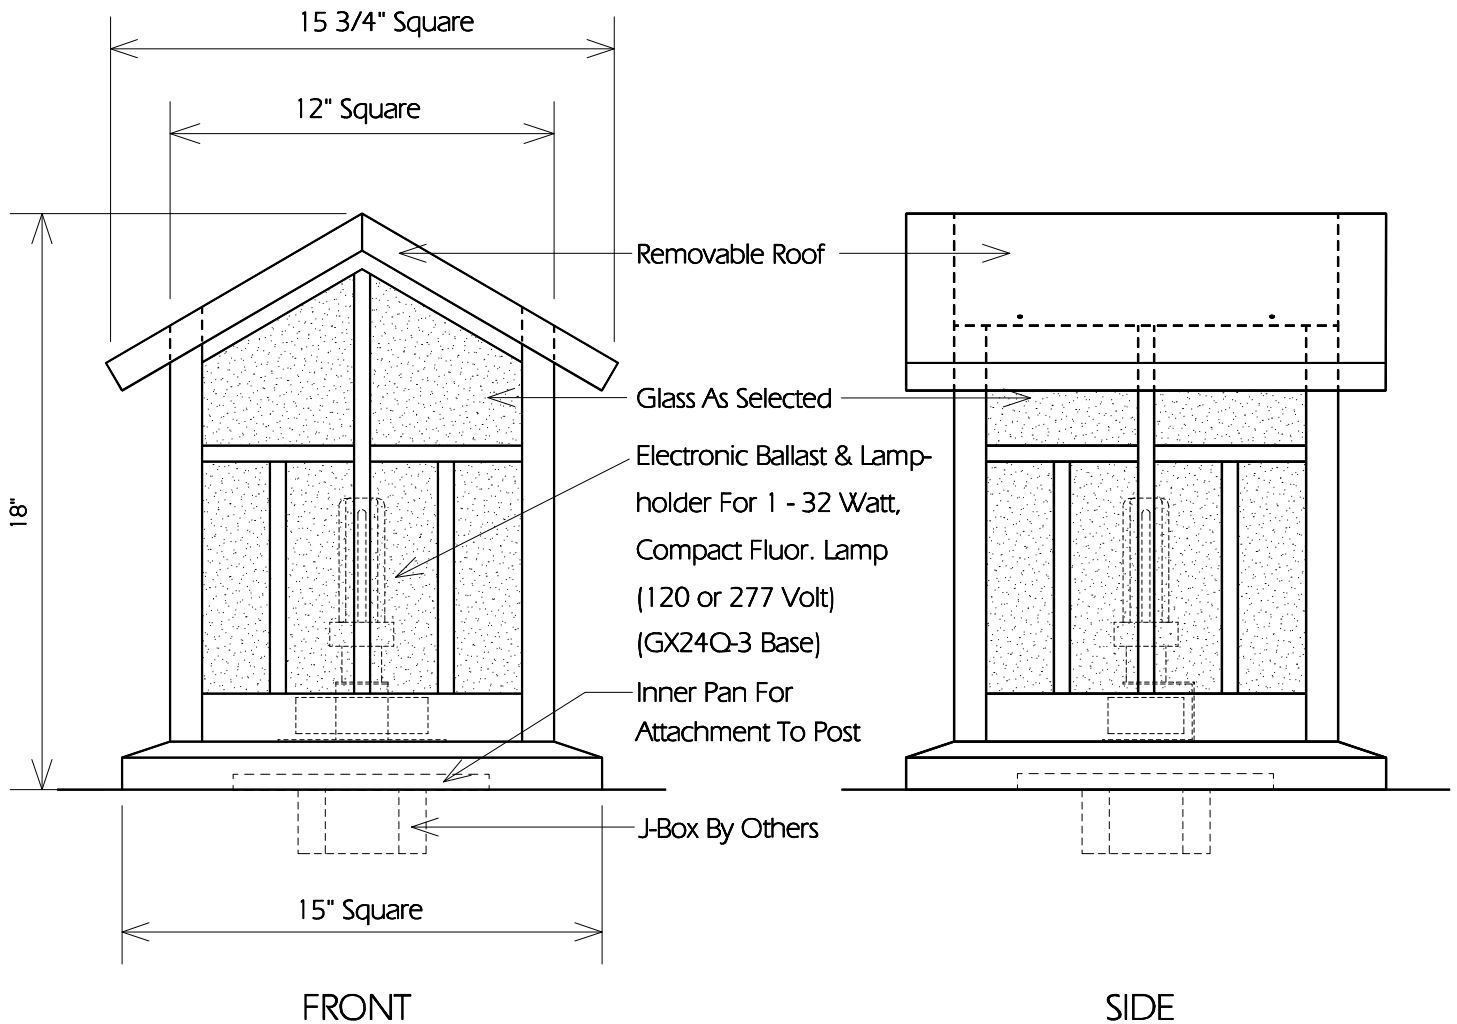 15 3/4" Square
12" Square
18"
Removable Roof
Glass As Selected
Electronic Ballast & Lamp-
holder For 1 - 32 Watt,
Compact Fluor. Lamp
(120 or 277 Volt)
(GX24Q-3 Base)
Inner Pan For
Attachment To Post
J-Box By Others
15" Square
FRONT
SIDE